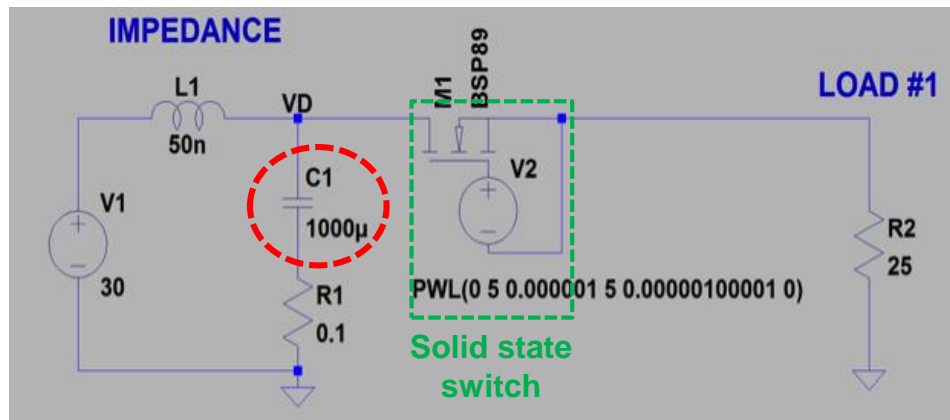 IMPEDANCE
L1
50n
VD
M1
BSP89
LOAD #1
V1
30
C1
1000µ
R1
0.1
V2
R2
25
PWL(0 5 0.000001 5 0.00000100001 0)
Solid state
switch